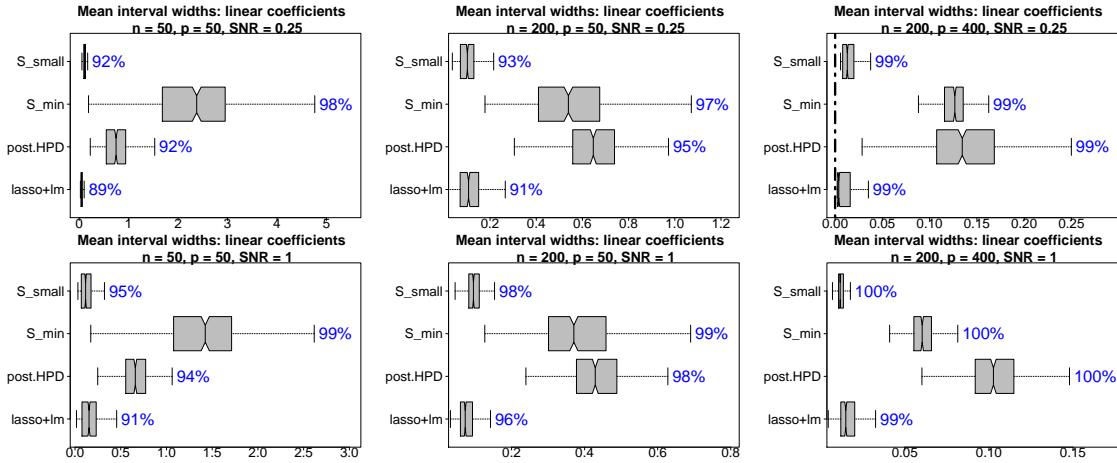 Mean interval widths: linear coefficients
n = 50, p = 50, SNR = 0.25
S_small
92%
S_min
98%
post.HPD
92%
lasso+lm
89%
0 1 2 3 4 5
Mean interval widths: linear coefficients
n = 200, p = 50, SNR = 0.25
S_small
93%
S_min
97%
post.HPD
95%
lasso+lm
91%
0.2 0.4 0.6 0.8 1.0 1.2
Mean interval widths: linear coefficients
n = 200, p = 400, SNR = 0.25
S_small
99%
S_min
99%
post.HPD
99%
lasso+lm
99%
0.00 0.05 0.10 0.15 0.20 0.25
Mean interval widths: linear coefficients
n = 50, p = 50, SNR = 1
S_small
95%
S_min
99%
post.HPD
94%
lasso+lm
91%
0.0 0.5 1.0 1.5 2.0 2.5 3.0
Mean interval widths: linear coefficients
n = 200, p = 50, SNR = 1
S_small
98%
S_min
99%
post.HPD
98%
lasso+lm
96%
0.2 0.4 0.6 0.8
Mean interval widths: linear coefficients
n = 200, p = 400, SNR = 1
S_small
100%
S_min
100%
post.HPD
100%
lasso+lm
99%
0.05 0.10 0.15